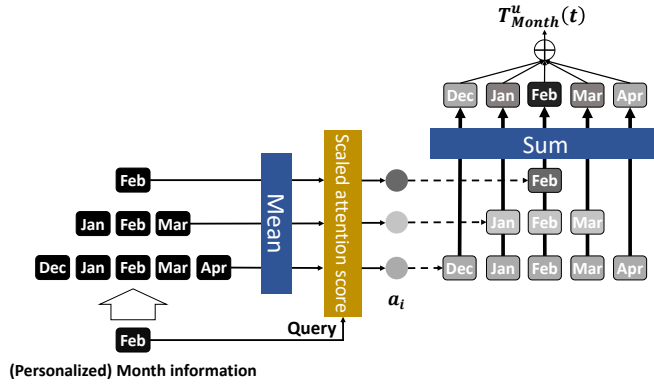 T^u_Month(t)
Dec Jan Feb Mar Apr
Sum
Feb
Feb
Jan Feb Mar
Jan Feb Mar
Dec Jan Feb Mar Apr
Dec Jan Feb Mar Apr
Mean
Scaled attention score
a_i
Query
Feb
(Personalized) Month information